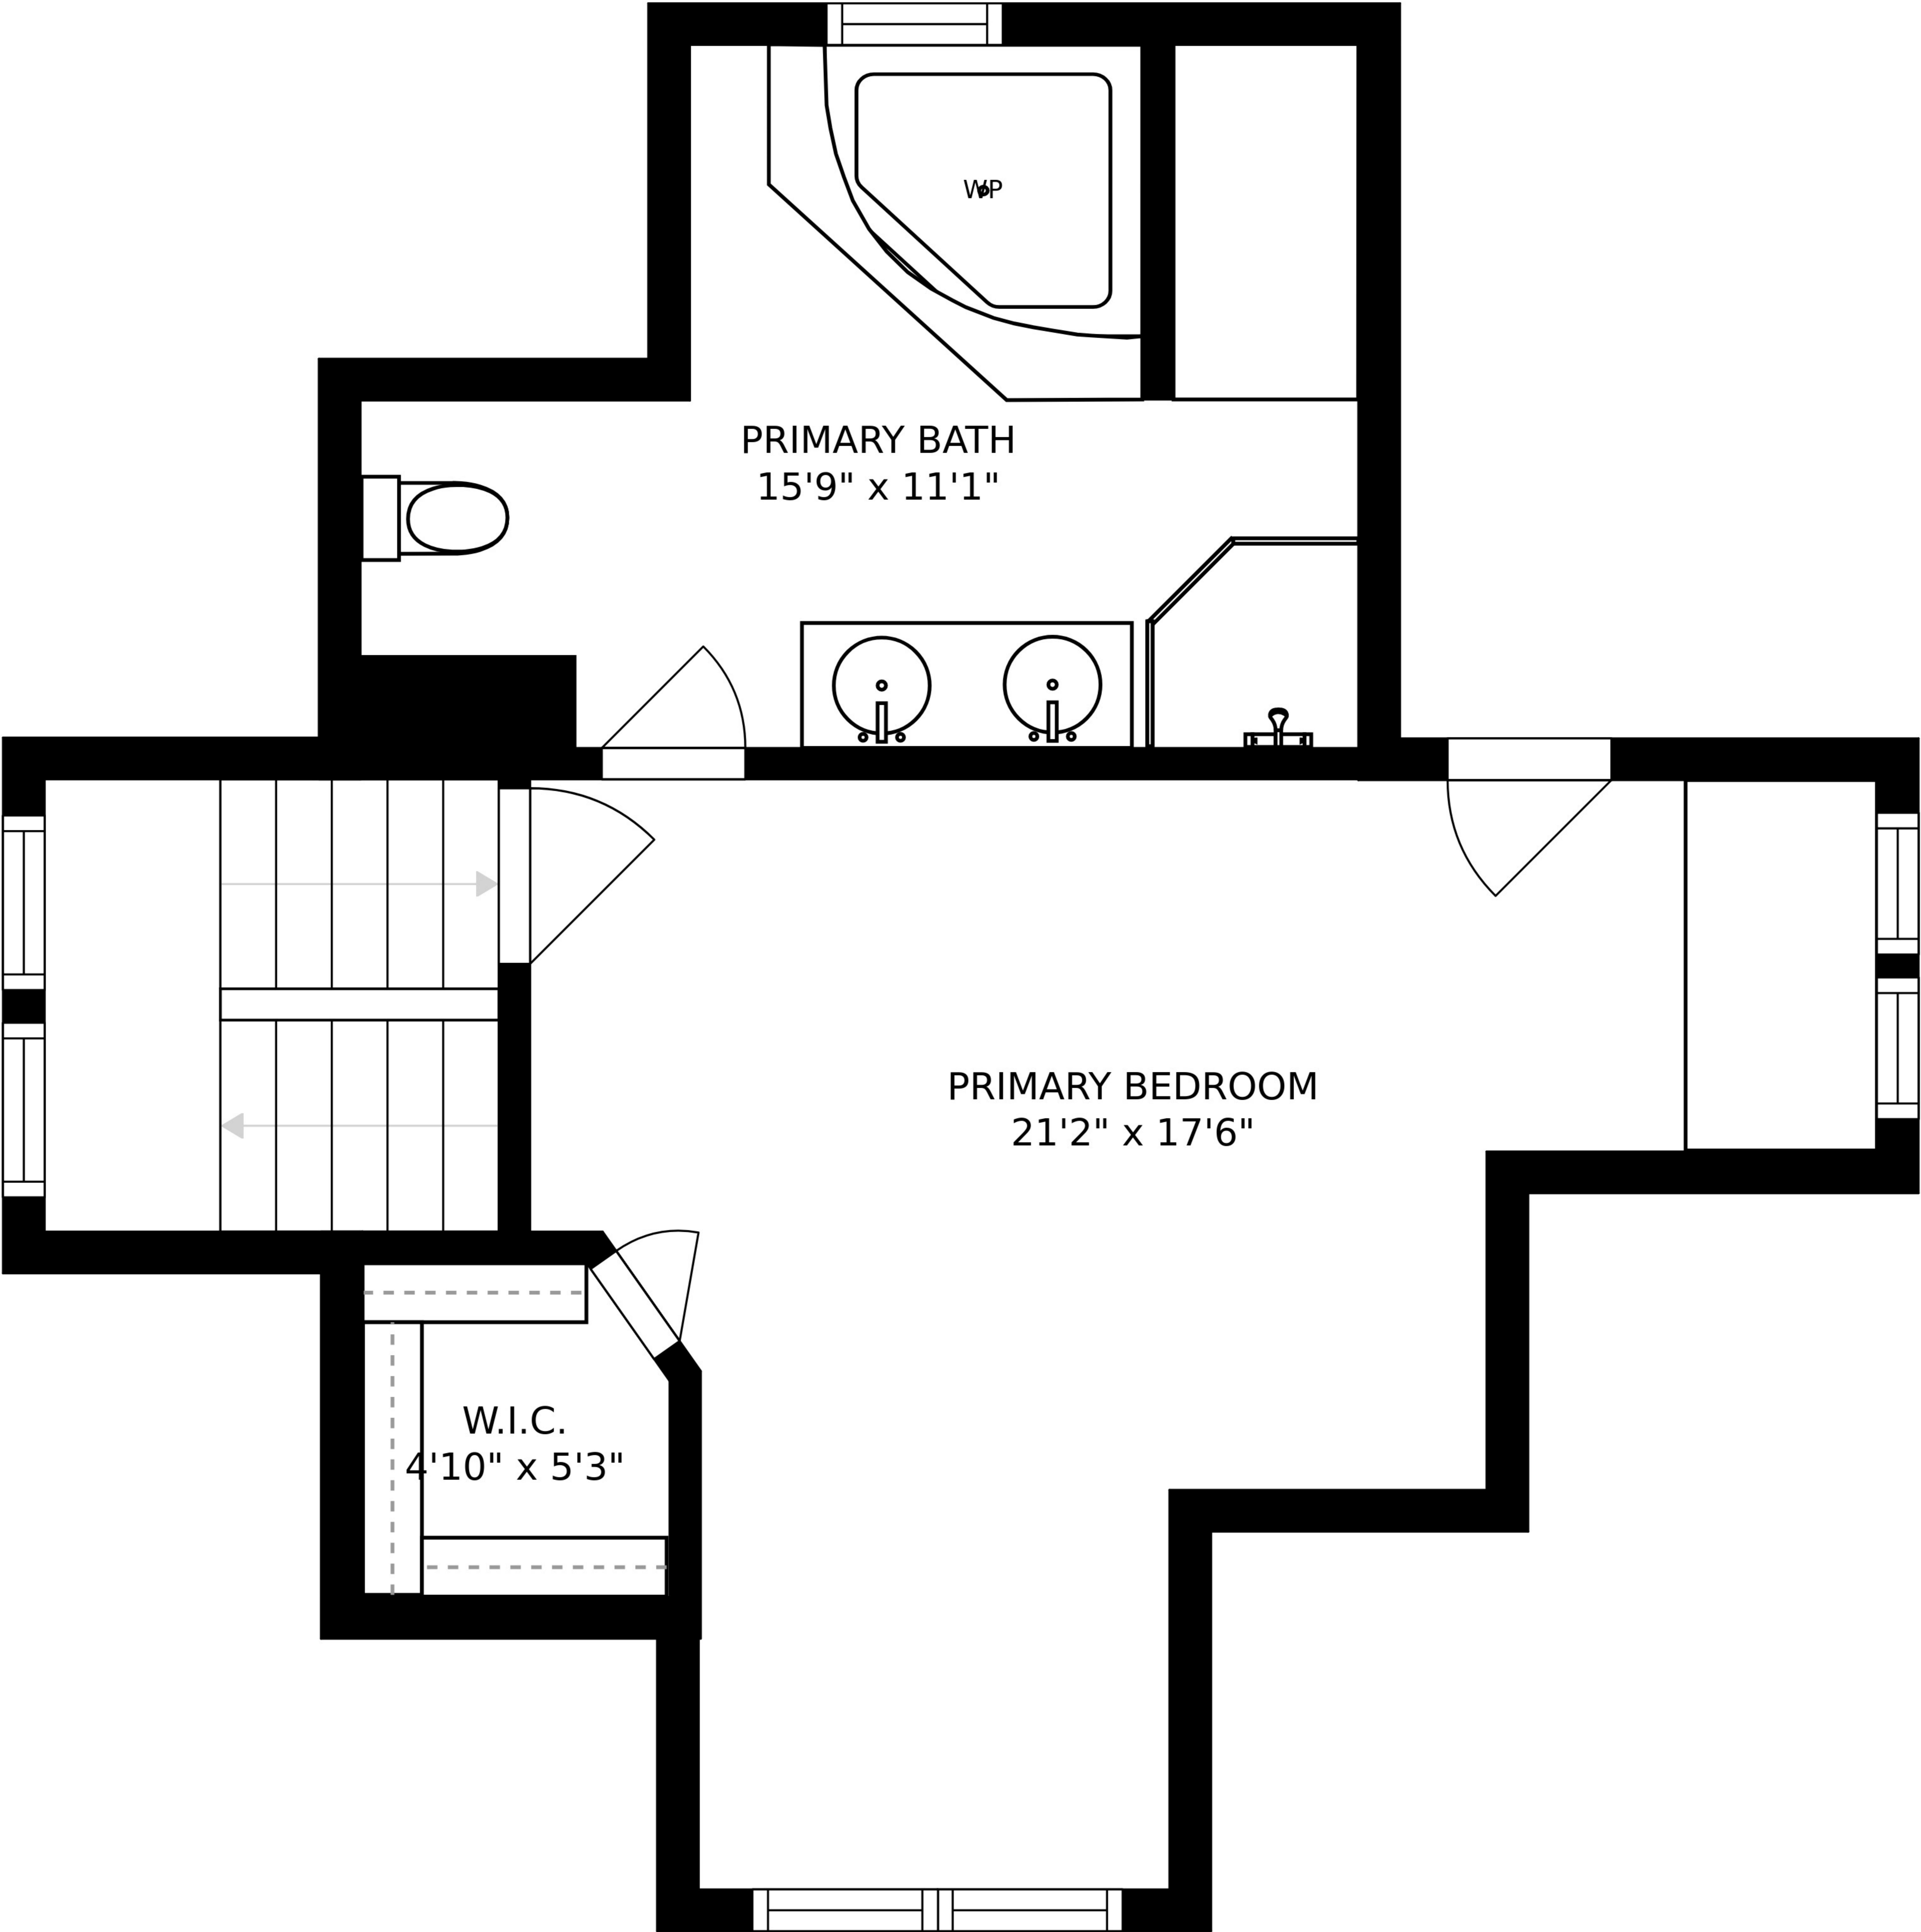 WP
PRIMARY BATH
15'9" x 11'1"
PRIMARY BEDROOM
21'2" x 17'6"
W.I.C.
4'10" x 5'3"